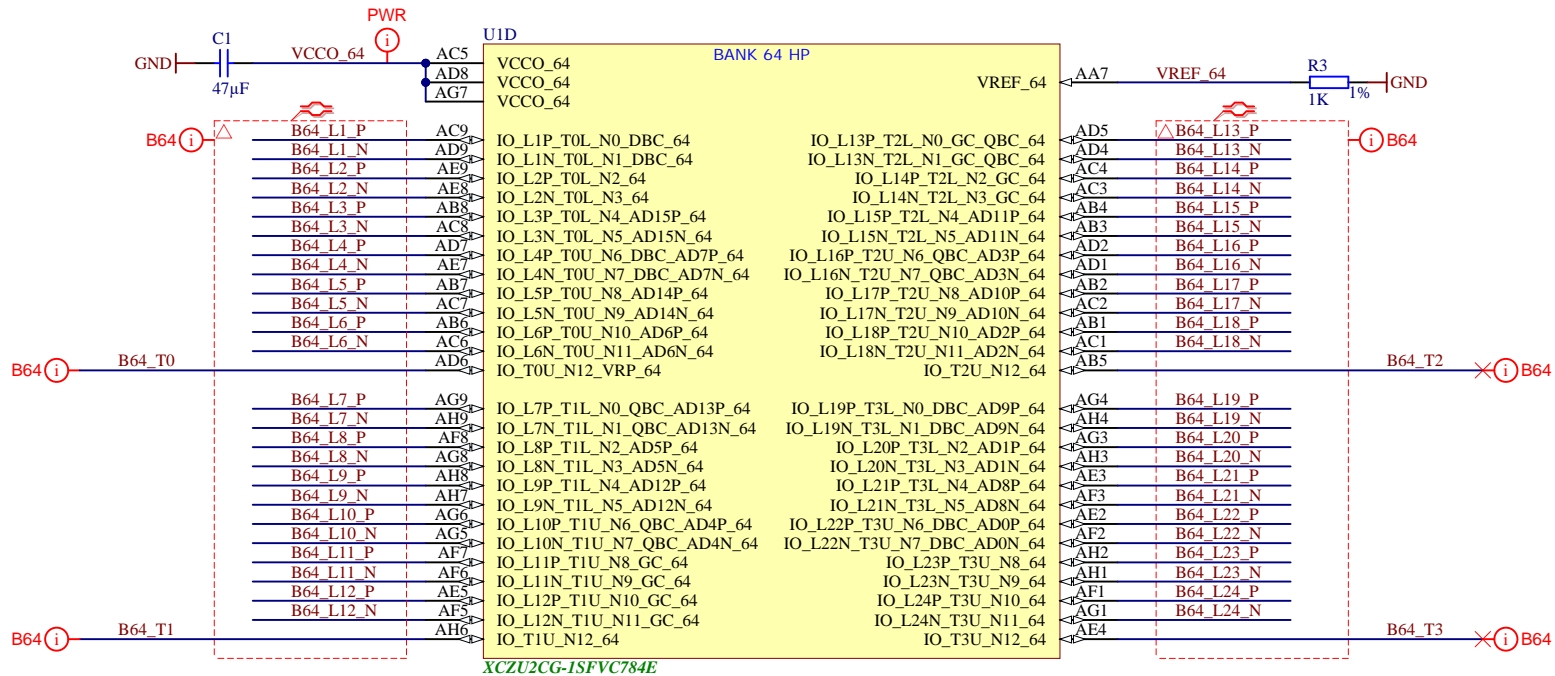 PWR
C1
U1D
GND
VCCO_64
AC5
VCCO_64
BANK 64 HP
47µF
AD8
VCCO_64
AG7
VCCO_64
VREF_64
AA7
VREF_64
R3
1K
1%
GND
B64
B64_L1_P AC9 IO_L1P_T0L_N0_DBC_64
B64_L1_N AD9 IO_L1N_T0L_N1_DBC_64
B64_L2_P AE9 IO_L2P_T0L_N2_64
B64_L2_N AE8 IO_L2N_T0L_N3_64
B64_L3_P AB8 IO_L3P_T0L_N4_AD15P_64
B64_L3_N AC8 IO_L3N_T0L_N5_AD15N_64
B64_L4_P AD7 IO_L4P_T0U_N6_DBC_AD7P_64
B64_L4_N AE7 IO_L4N_T0U_N7_DBC_AD7N_64
B64_L5_P AB7 IO_L5P_T0U_N8_AD14P_64
B64_L5_N AC7 IO_L5N_T0U_N9_AD14N_64
B64_L6_P AB6 IO_L6P_T0U_N10_AD6P_64
B64_L6_N AC6 IO_L6N_T0U_N11_AD6N_64
B64 i B64_T0 AD6 IO_T0U_N12_VRP_64
B64_L7_P AG9 IO_L7P_T1L_N0_QBC_AD13P_64
B64_L7_N AH9 IO_L7N_T1L_N1_QBC_AD13N_64
B64_L8_P AF8 IO_L8P_T1L_N2_AD5P_64
B64_L8_N AG8 IO_L8N_T1L_N3_AD5N_64
B64_L9_P AH8 IO_L9P_T1L_N4_AD12P_64
B64_L9_N AH7 IO_L9N_T1L_N5_AD12N_64
B64_L10_P AG6 IO_L10P_T1U_N6_QBC_AD4P_64
B64_L10_N AG5 IO_L10N_T1U_N7_QBC_AD4N_64
B64_L11_P AF7 IO_L11P_T1U_N8_GC_64
B64_L11_N AF6 IO_L11N_T1U_N9_GC_64
B64_L12_P AE5 IO_L12P_T1U_N10_GC_64
B64_L12_N AF5 IO_L12N_T1U_N11_GC_64
B64 i B64_T1 AH6 IO_T1U_N12_64
IO_L13P_T2L_N0_GC_QBC_64 AD5 B64_L13_P
i B64
IO_L13N_T2L_N1_GC_QBC_64 AD4 B64_L13_N
IO_L14P_T2L_N2_GC_64 AC4 B64_L14_P
IO_L14N_T2L_N3_GC_64 AC3 B64_L14_N
IO_L15P_T2L_N4_AD11P_64 AB4 B64_L15_P
IO_L15N_T2L_N5_AD11N_64 AB3 B64_L15_N
IO_L16P_T2U_N6_QBC_AD3P_64 AD2 B64_L16_P
IO_L16N_T2U_N7_QBC_AD3N_64 AD1 B64_L16_N
IO_L17P_T2U_N8_AD10P_64 AB2 B64_L17_P
IO_L17N_T2U_N9_AD10N_64 AC2 B64_L17_N
IO_L18P_T2U_N10_AD2P_64 AB1 B64_L18_P
IO_L18N_T2U_N11_AD2N_64 AC1 B64_L18_N
IO_T2U_N12_64 AB5 B64_T2 i B64
IO_L19P_T3L_N0_DBC_AD9P_64 AG4 B64_L19_P
IO_L19N_T3L_N1_DBC_AD9N_64 AH4 B64_L19_N
IO_L20P_T3L_N2_AD1P_64 AG3 B64_L20_P
IO_L20N_T3L_N3_AD1N_64 AH3 B64_L20_N
IO_L21P_T3L_N4_AD8P_64 AE3 B64_L21_P
IO_L21N_T3L_N5_AD8N_64 AF3 B64_L21_N
IO_L22P_T3U_N6_DBC_AD0P_64 AE2 B64_L22_P
IO_L22N_T3U_N7_DBC_AD0N_64 AF2 B64_L22_N
IO_L23P_T3U_N8_64 AH2 B64_L23_P
IO_L23N_T3U_N9_64 AH1 B64_L23_N
IO_L24P_T3U_N10_64 AF1 B64_L24_P
IO_L24N_T3U_N11_64 AG1 B64_L24_N
IO_T3U_N12_64 AE4 B64_T3 i B64
XCZU2CG-1SFVC784E